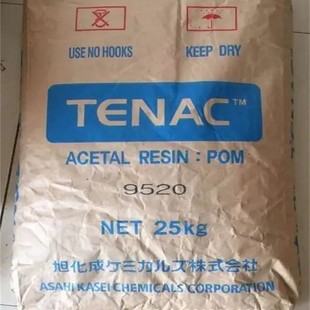 USE NO HOOKS KEEP DRY
TENAC™
ACETAL RESIN : POM
9520
NET 25kg
旭化成ケミカルズ株式会社
ASAHI KASEI CHEMICALS CORPORATION